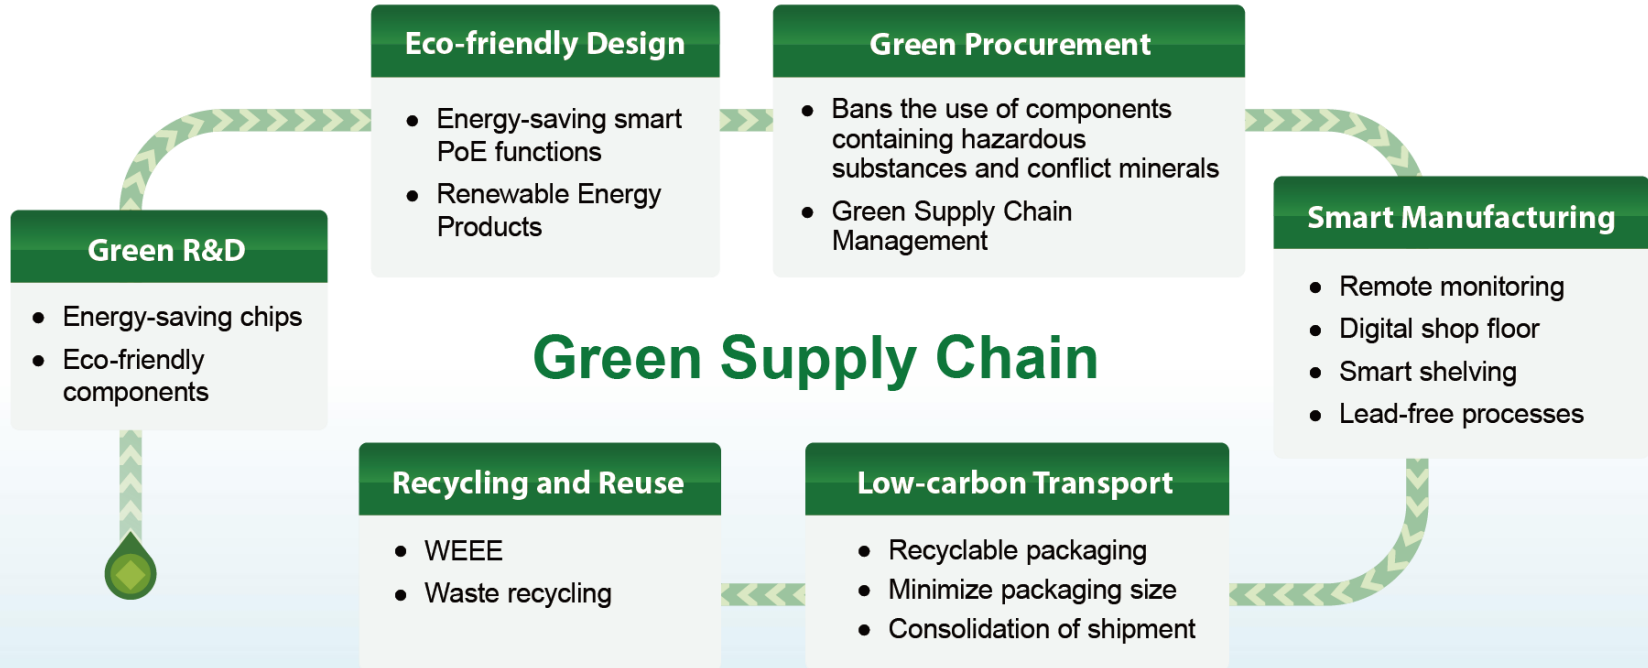 Eco-friendly Design
● Energy-saving smart
PoE functions
● Renewable Energy
Products
Green Procurement
● Bans the use of components
containing hazardous
substances and conflict minerals
● Green Supply Chain
Management
Smart Manufacturing
● Remote monitoring
● Digital shop floor
● Smart shelving
● Lead-free processes
Green R&D
● Energy-saving chips
● Eco-friendly
components
Green Supply Chain
Recycling and Reuse
● WEEE
● Waste recycling
Low-carbon Transport
● Recyclable packaging
● Minimize packaging size
● Consolidation of shipment